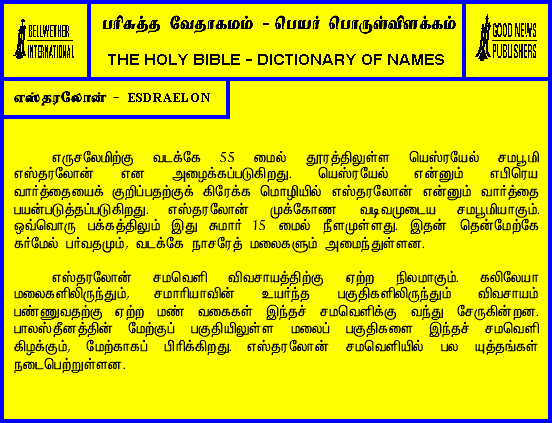 BELLWETHER
INTERNATIONAL
பரிசுத்த வேதாகமம் - பெயர் பொருள்விளக்கம்
THE HOLY BIBLE - DICTIONARY OF NAMES
GOOD NEWS
PUBLISHERS
எஸ்தரலோன் - ESDRAELON
எருசலேமிற்கு வடக்கே 55 மைல் தூரத்திலுள்ள யெஸ்ரயேல் சமபூமி
எஸ்தரலோன் என அழைக்கப்படுகிறது. யெஸ்ரயேல் என்னும் எபிரெய
வார்த்தையைக் குறிப்பதற்குக் கிரேக்க மொழியில் எஸ்தரலோன் என்னும் வார்த்தை
பயன்படுத்தப்படுகிறது. எஸ்தரலோன் முக்கோண வடிவமுடைய சமபூமியாகும்.
ஒவ்வொரு பக்கத்திலும் இது சுமார் 15 மைல் நீளமுள்ளது. இதன் தென்மேற்கே
கர்மேல் பர்வதமும், வடக்கே நாசரேத் மலைகளும் அமைந்துள்ளன.
எஸ்தரலோன் சமவெளி விவசாயத்திற்கு ஏற்ற நிலமாகும். கலிலேயா
மலைகளிலிருந்தும், சமாரியாவின் உயர்ந்த பகுதிகளிலிருந்தும் விவசாயம்
பண்ணுவதற்கு ஏற்ற மண் வகைகள் இந்தச் சமவெளிக்கு வந்து சேருகின்றன.
பாலஸ்தீனத்தின் மேற்குப் பகுதியிலுள்ள மலைப் பகுதிகளை இந்தச் சமவெளி
கிழக்கும், மேற்காகப் பிரிக்கிறது. எஸ்தரலோன் சமவெளியில் பல யுத்தங்கள்
நடைபெற்றுள்ளன.